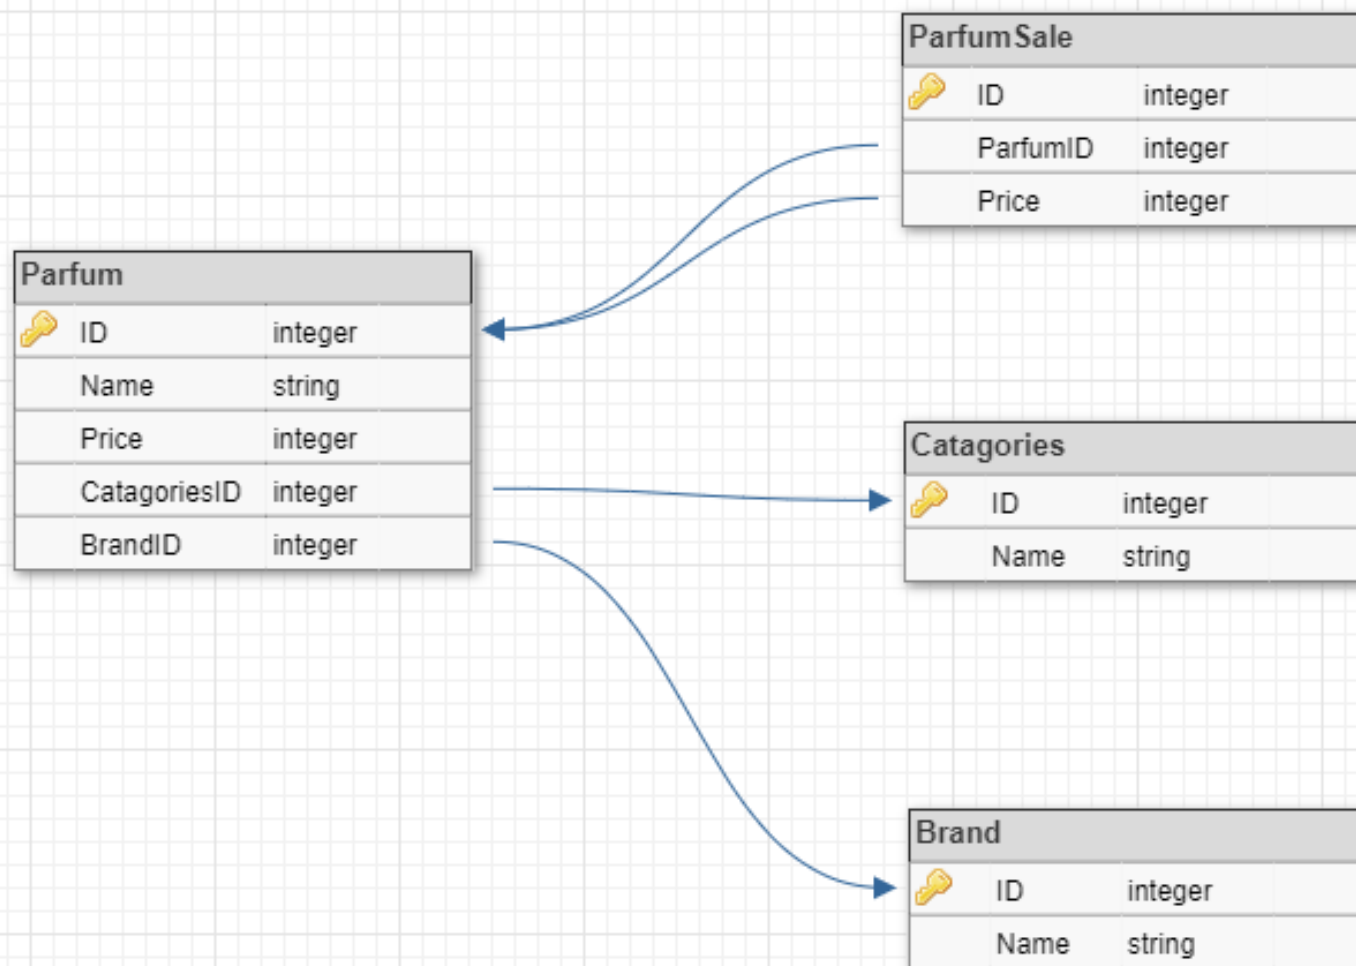 ParfumSale
ID integer
ParfumID integer
Price integer
Parfum
ID integer
Name string
Price integer
CatagoriesID integer
BrandID integer
Catagories
ID integer
Name string
Brand
ID integer
Name string